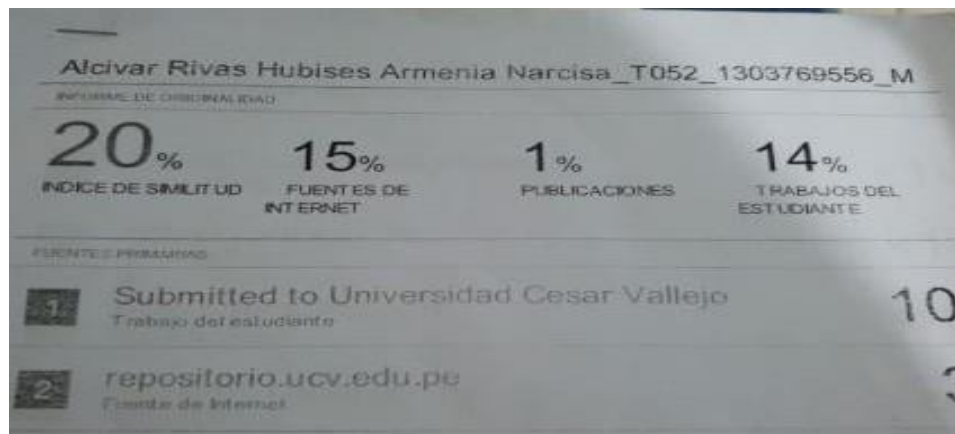 Alcivar Rivas Hubises Armenia Narcisa_T052_1303769556_M
INFORME DE ORIGINALIDAD
20% 15% 1% 14%
INDICE DE SIMILITUD FUENTES DE INTERNET PUBLICACIONES TRABAJOS DEL ESTUDIANTE
FUENTES PRIMARIAS
1 Submitted to Universidad Cesar Vallejo 10
Trabajo del estudiante
2 repositorio.ucv.edu.pe
Fuente de Internet